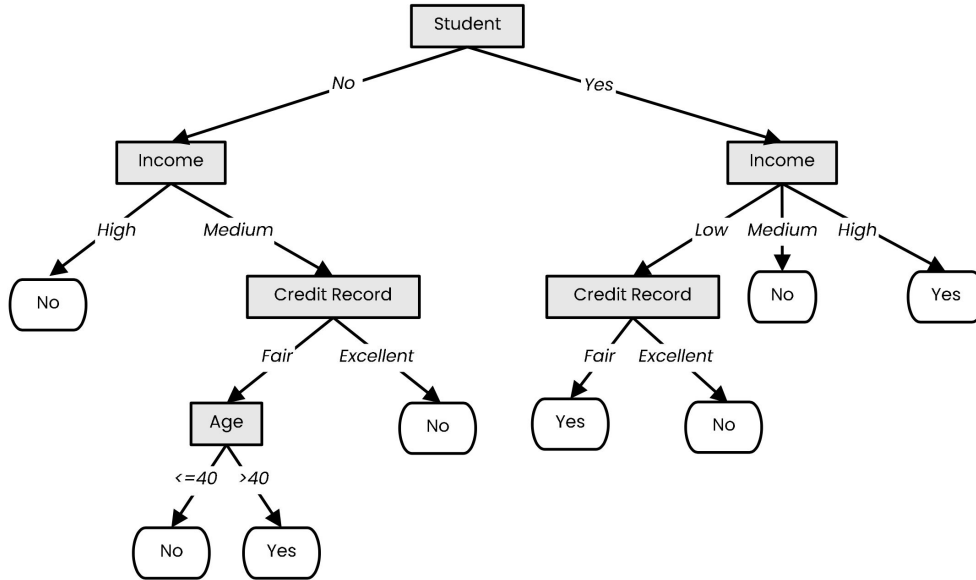 Student
No
Yes
Income
Income
High
Medium
Low
Medium
High
No
Credit Record
Credit Record
No
Yes
Fair
Excellent
Fair
Excellent
Age
No
Yes
No
<=40
>40
No
Yes